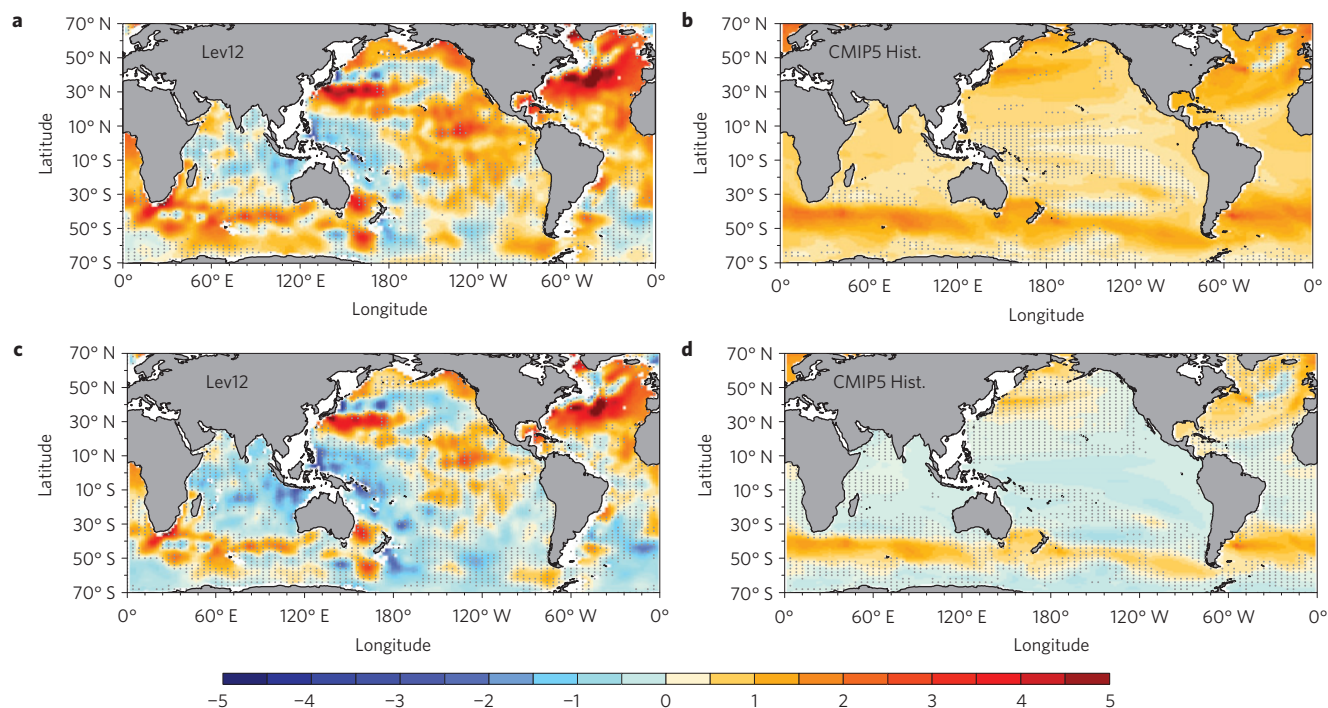 a
b
70° N
50° N
30° N
10° N
10° S
30° S
50° S
70° S
Latitude
Lev12
0°
60° E
120° E
180°
120° W
60° W
0°
Longitude
70° N
50° N
30° N
10° N
10° S
30° S
50° S
70° S
Latitude
CMIP5 Hist.
0°
60° E
120° E
180°
120° W
60° W
0°
Longitude
c
d
70° N
50° N
30° N
10° N
10° S
30° S
50° S
70° S
Latitude
Lev12
0°
60° E
120° E
180°
120° W
60° W
0°
Longitude
70° N
50° N
30° N
10° N
10° S
30° S
50° S
70° S
Latitude
CMIP5 Hist.
0°
60° E
120° E
180°
120° W
60° W
0°
Longitude
−5 −4 −3 −2 −1 0 1 2 3 4 5